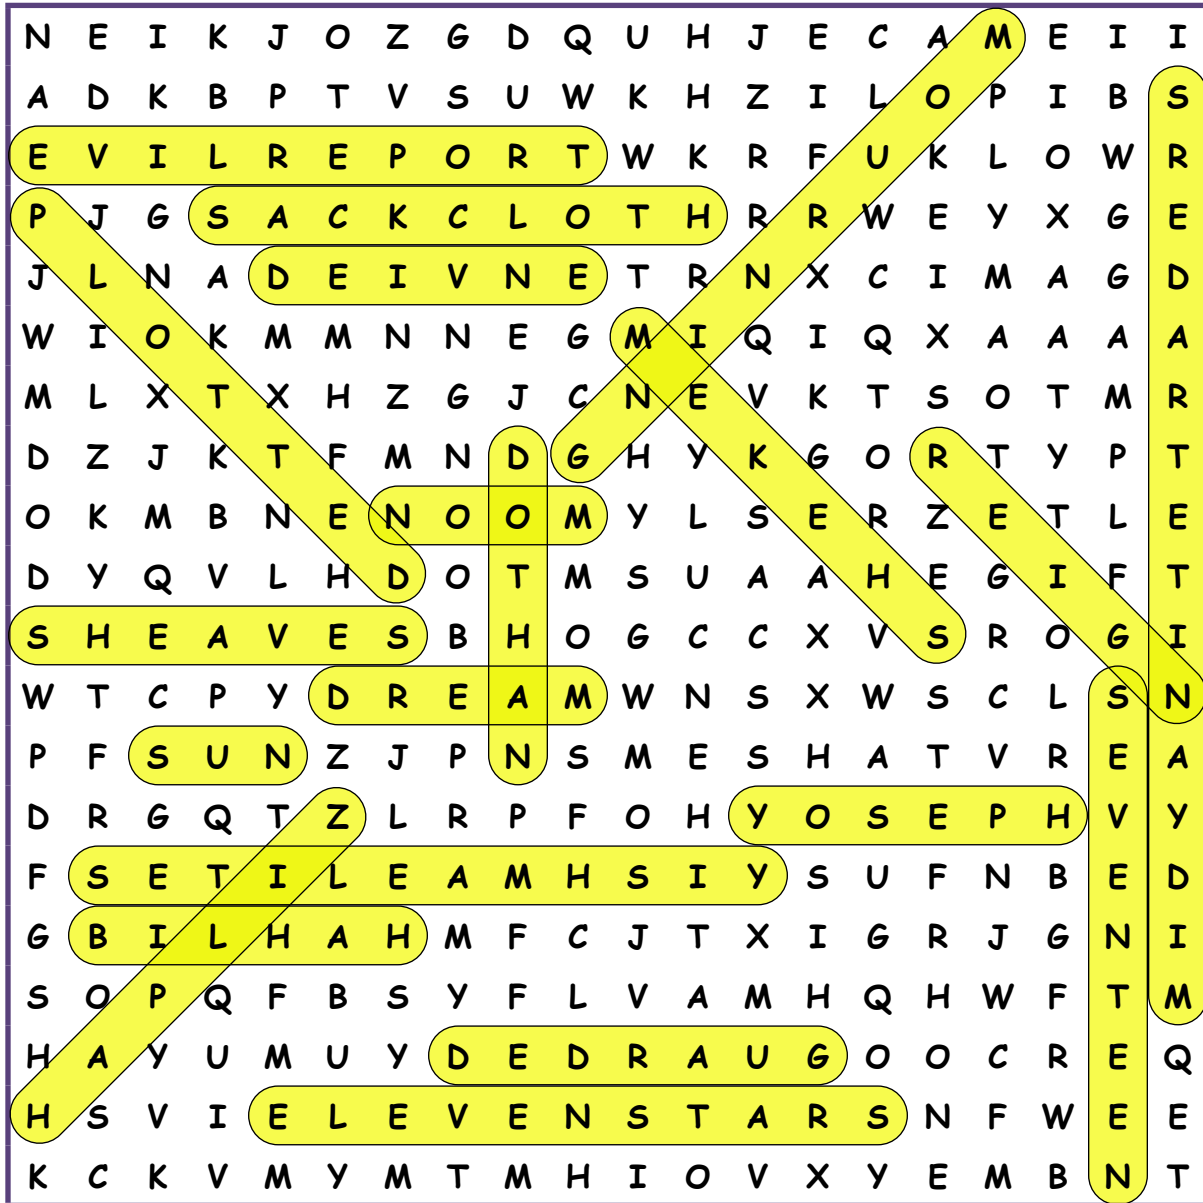 N E I K J O Z G D Q U H J E C A M E I I
A D K B P T V S U W K H Z I L O P I B S
E V I L R E P O R T W K R F U K L O W R
P J G S A C K C L O T H R R W E Y X G E
J L N A D E I V N E T R N X C I M A G D
W I O K M M N N E G M I Q I Q X A A A A
M L X T X H Z G J C N E V K T S O T M R
D Z J K T F M N D G H Y K G O R T Y P T
O K M B N E N O O M Y L S E R Z E T L E
D Y Q V L H D O T M S U A A H E G I F T
S H E A V E S B H O G C C X V S R O G I
W T C P Y D R E A M W N S X W S C L S N
P F S U N Z J P N S M E S H A T V R E A
D R G Q T Z L R P F O H Y O S E P H V Y
F S E T I L E A M H S I Y S U F N B E D
G B I L H A H M F C J T X I G R J G N I
S O P Q F B S Y F L V A M H Q H W F T M
H A Y U M U Y D E D R A U G O O C R E Q
H S V I E L E V E N S T A R S N F W E E
K C K V M Y M T M H I O V X Y E M B N T